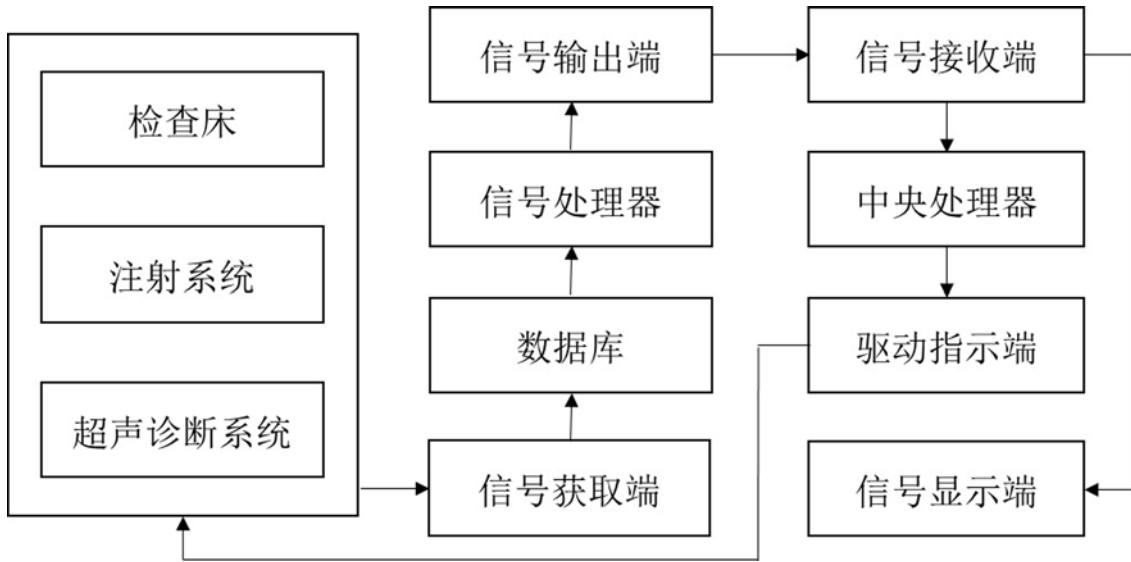 检查床
注射系统
超声诊断系统
信号输出端
信号处理器
数据库
信号获取端
信号接收端
中央处理器
驱动指示端
信号显示端